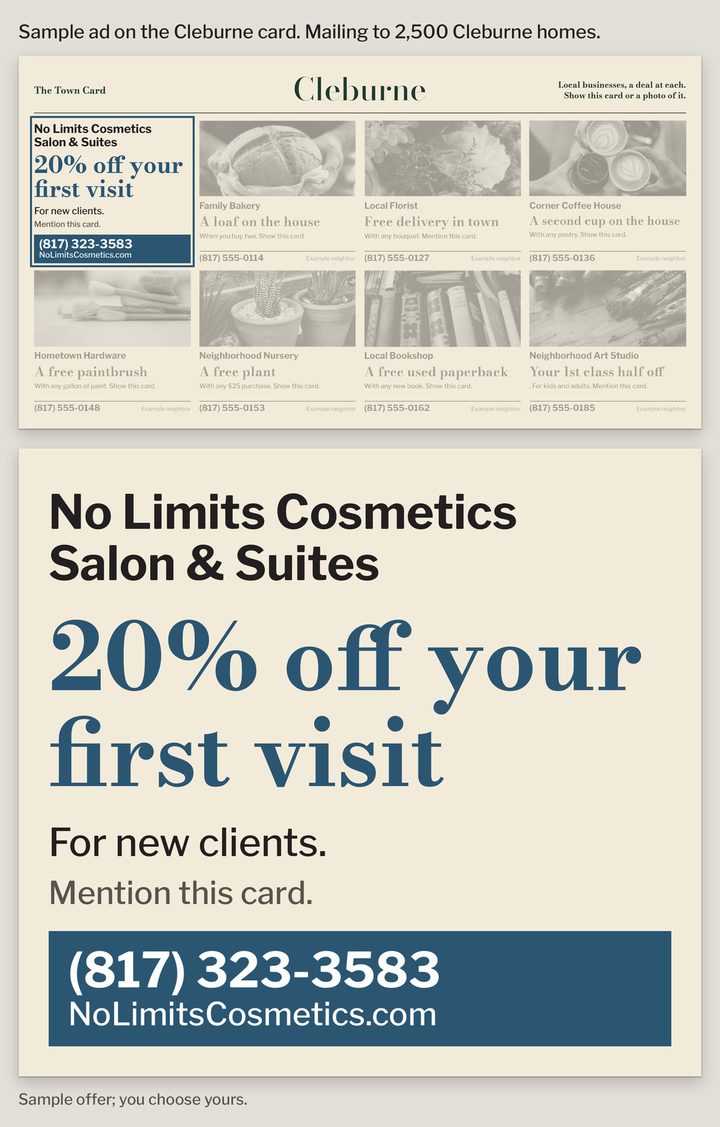 Sample ad on the Cleburne card. Mailing to 2,500 Cleburne homes.
The Town Card
Cleburne
Local businesses, a deal at each.
Show this card or a photo of it.
No Limits Cosmetics
Salon & Suites
20% off your
first visit
For new clients.
Mention this card.
(817) 323-3583
NoLimitsCosmetics.com
Family Bakery
A loaf on the house
When you buy two. Show this card.
(817) 555-0114
Example neighbor
Local Florist
Free delivery in town
With any bouquet. Mention this card.
(817) 555-0127
Example neighbor
Corner Coffee House
A second cup on the house
With any pastry. Show this card.
(817) 555-0136
Example neighbor
Hometown Hardware
A free paintbrush
With any gallon of paint. Show this card.
(817) 555-0148
Example neighbor
Neighborhood Nursery
A free plant
With any $25 purchase. Show this card.
(817) 555-0153
Example neighbor
Local Bookshop
A free used paperback
With any new book. Show this card.
(817) 555-0162
Example neighbor
Neighborhood Art Studio
Your 1st class half off
For kids and adults. Mention this card.
(817) 555-0185
Example neighbor
No Limits Cosmetics
Salon & Suites
20% off your
first visit
For new clients.
Mention this card.
(817) 323-3583
NoLimitsCosmetics.com
Sample offer; you choose yours.